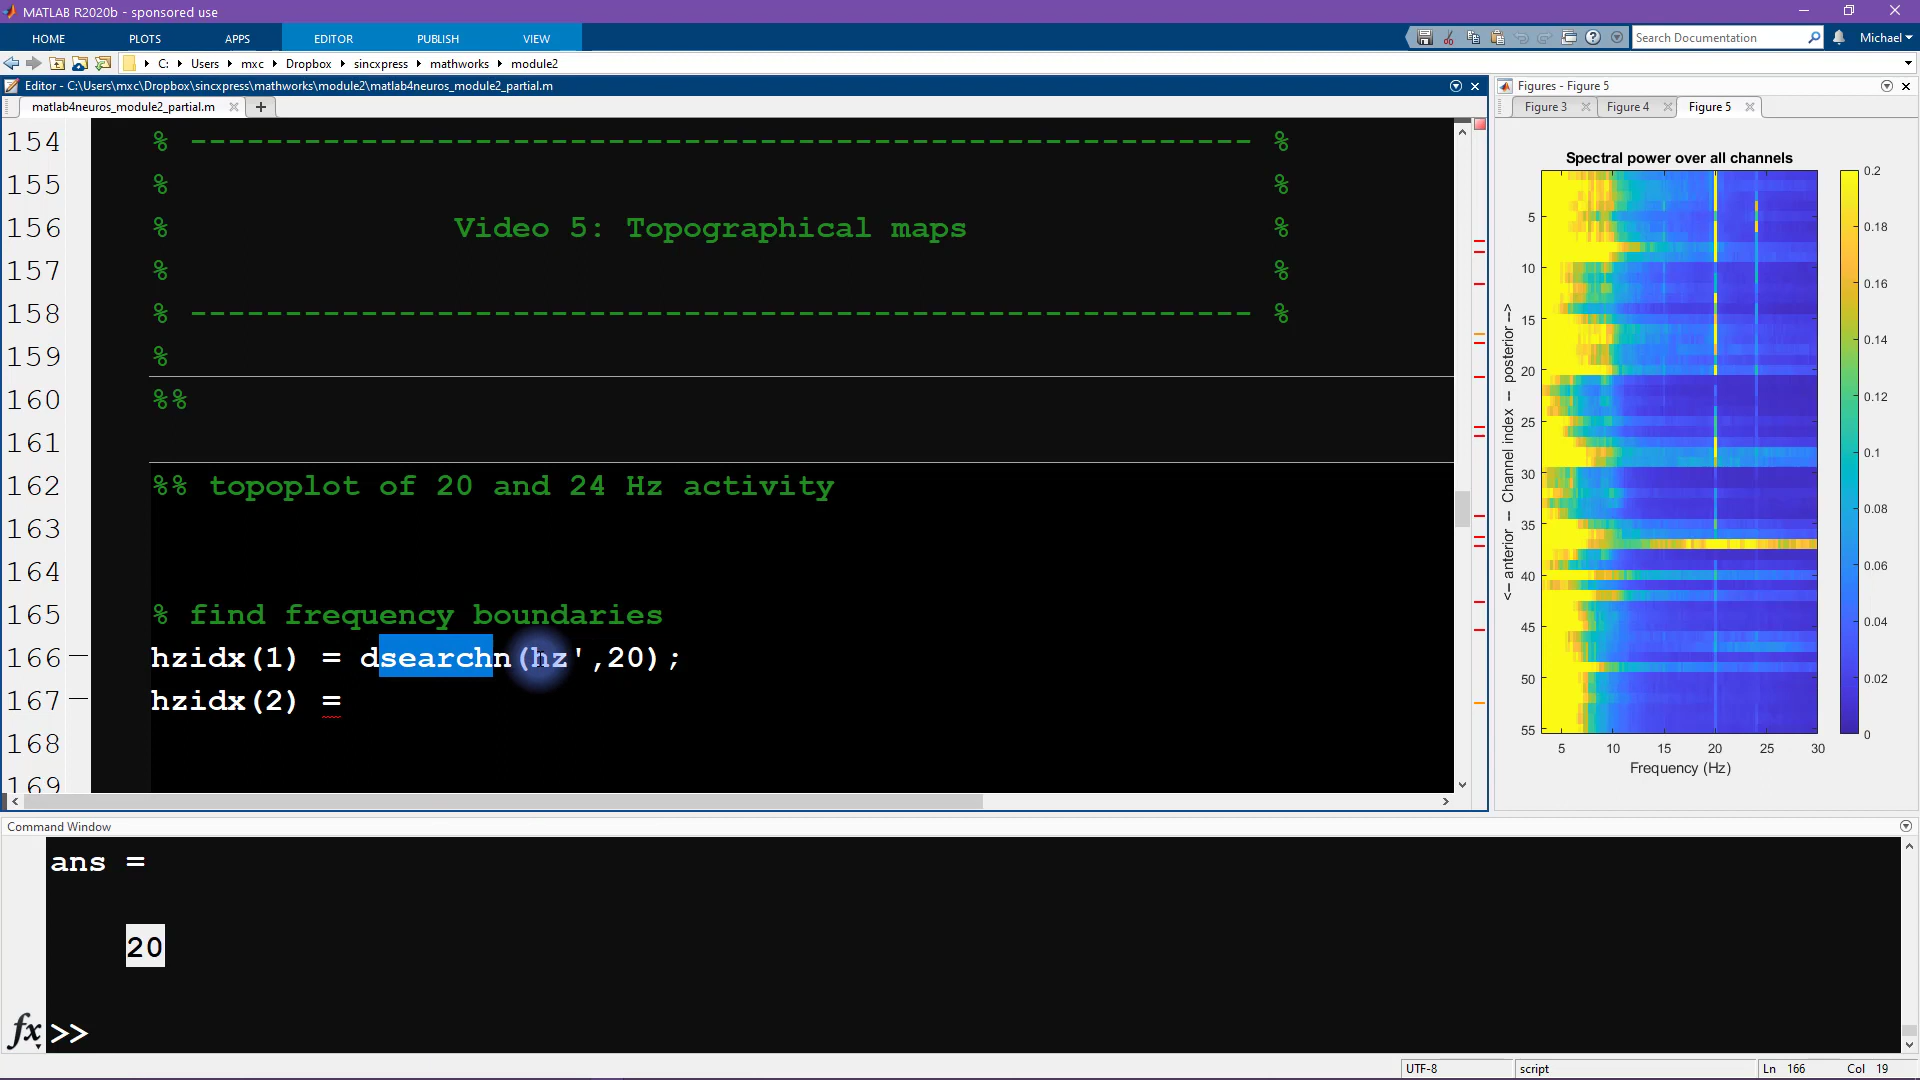 MATLAB R2020b - sponsored use
HOME PLOTS APPS EDITOR PUBLISH VIEW
Search Documentation
Michael
C: Users mxc Dropbox sincxpress mathworks module2
Editor - C:\Users\mxc\Dropbox\sincxpress\mathworks\module2\matlab4neuros_module2_partial.m
matlab4neuros_module2_partial.m
154 % -------------------------------------------------------- %
155 % %
156 % Video 5: Topographical maps %
157 % %
158 % -------------------------------------------------------- %
159 %
160 %%
161
162 %% topoplot of 20 and 24 Hz activity
163
164
165 % find frequency boundaries
166 hzidx(1) = dsearchn(hz',20);
167 hzidx(2) =
168
169
Figures - Figure 5
Figure 3 Figure 4 Figure 5
Spectral power over all channels
<-- anterior -- Channel index -- posterior -->
5
10
15
20
25
30
35
40
45
50
55
5 10 15 20 25 30
Frequency (Hz)
0.2
0.18
0.16
0.14
0.12
0.1
0.08
0.06
0.04
0.02
0
Command Window
ans =
20
fx >>
UTF-8 script Ln 166 Col 19